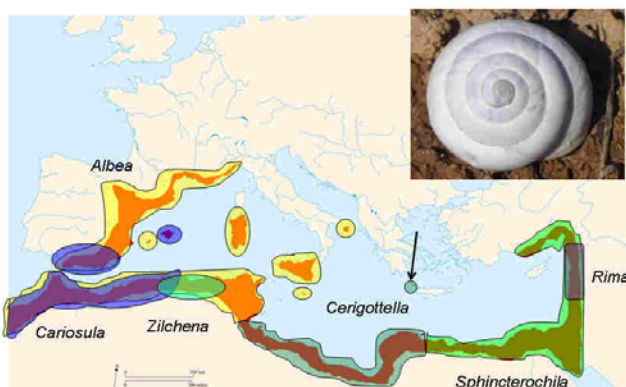 Albea
Rima
Cerigottella
Zilchena
Cariosula
Sphincterochila